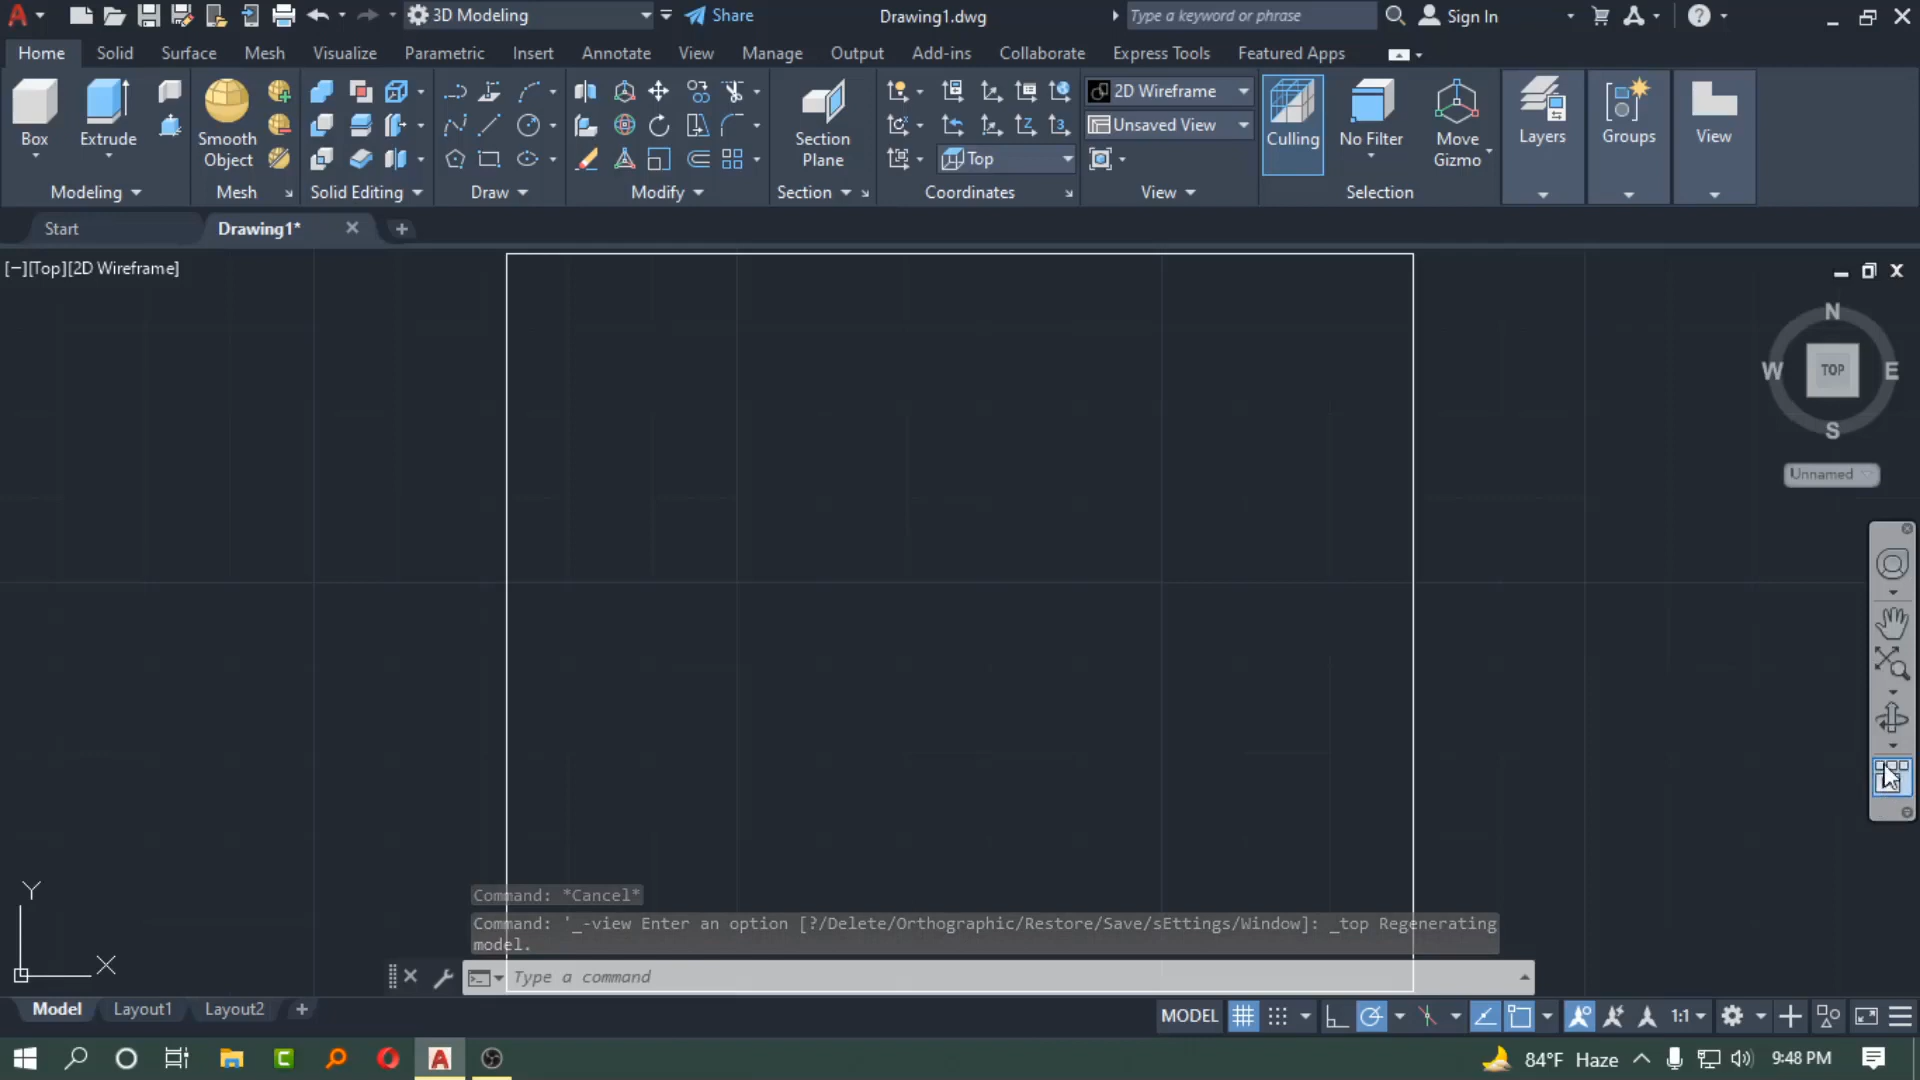 3D Modeling Share Drawing1.dwg Type a keyword or phrase Sign In
Home Solid Surface Mesh Visualize Parametric Insert Annotate View Manage Output Add-ins Collaborate Express Tools Featured Apps
2D Wireframe
Unsaved View
Top
Box Extrude Smooth Object Section Plane Culling No Filter Move Gizmo Layers Groups View
Modeling Mesh Solid Editing Draw Modify Section Coordinates View Selection
Start Drawing1*
[−][Top][2D Wireframe]
N
W TOP E
S
Unnamed
Y
X
Command: *Cancel*
Command: '_-view Enter an option [?/Delete/Orthographic/Restore/Save/sEttings/Window]: _top Regenerating
model.
Type a command
Model Layout1 Layout2 MODEL 1:1
84°F Haze 9:48 PM